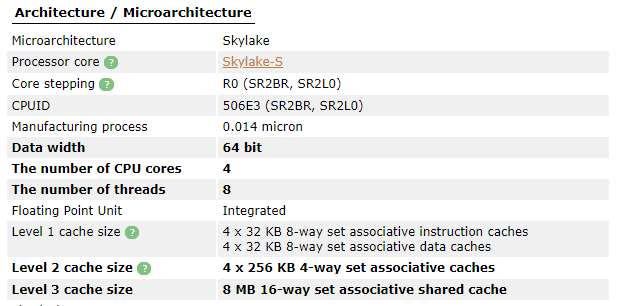 Architecture / Microarchitecture
Microarchitecture Skylake
Processor core ? Skylake-S
Core stepping ? R0 (SR2BR, SR2L0)
CPUID 506E3 (SR2BR, SR2L0)
Manufacturing process 0.014 micron
Data width 64 bit
The number of CPU cores 4
The number of threads 8
Floating Point Unit Integrated
Level 1 cache size ? 4 x 32 KB 8-way set associative instruction caches
4 x 32 KB 8-way set associative data caches
Level 2 cache size ? 4 x 256 KB 4-way set associative caches
Level 3 cache size 8 MB 16-way set associative shared cache